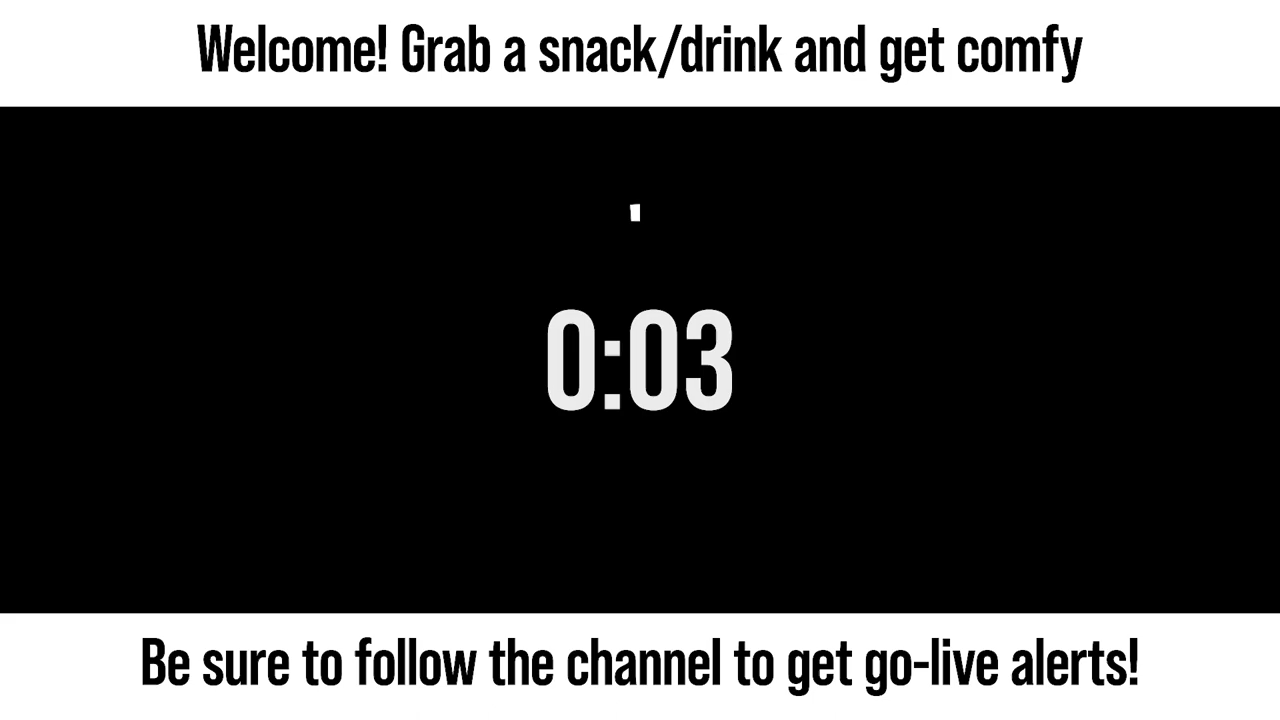 Welcome! Grab a snack/drink and get comfy
0:03
Be sure to follow the channel to get go-live alerts!